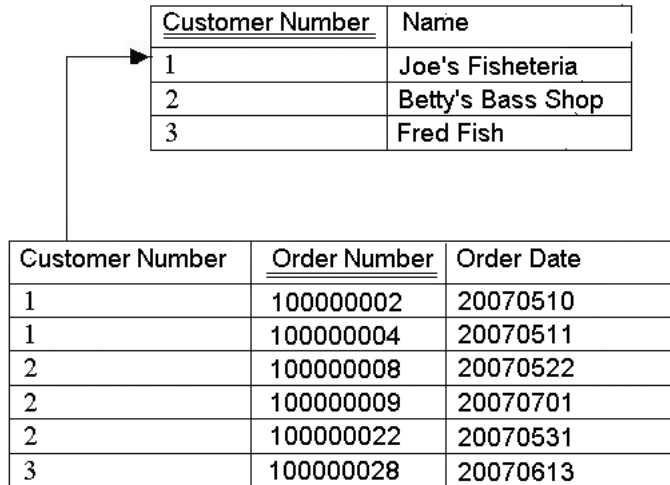 Customer Number Name
1 Joe's Fisheteria
2 Betty's Bass Shop
3 Fred Fish
Customer Number Order Number Order Date
1 100000002 20070510
1 100000004 20070511
2 100000008 20070522
2 100000009 20070701
2 100000022 20070531
3 100000028 20070613